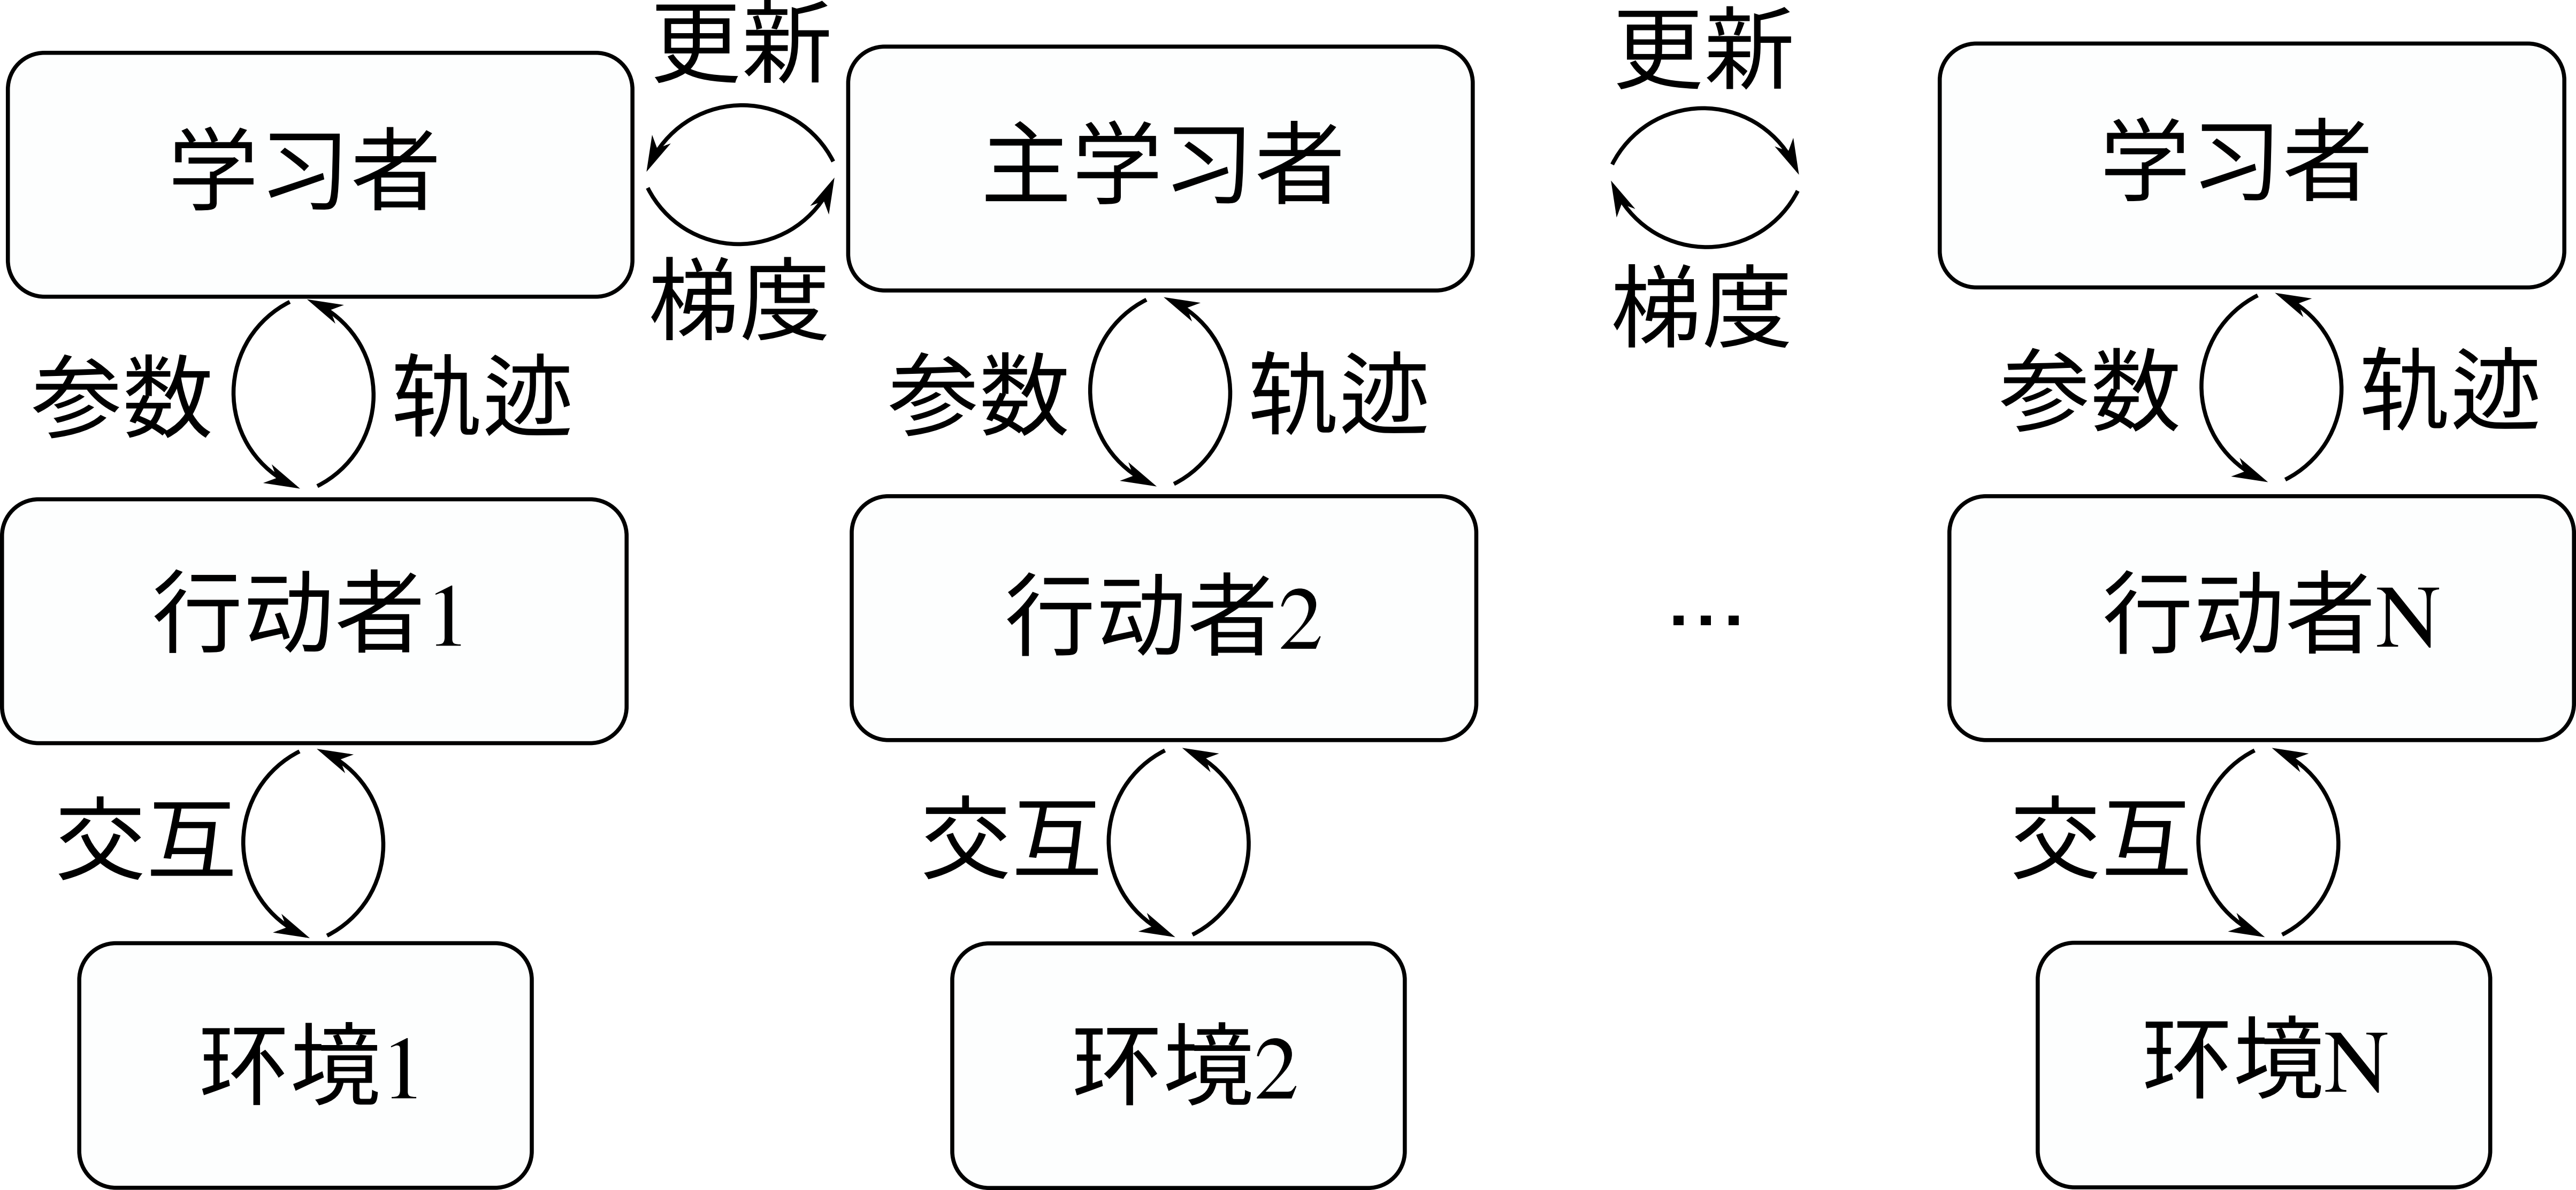 更新
更新
学习者
主学习者
学习者
梯度
梯度
参数
轨迹
参数
轨迹
参数
轨迹
行动者1
行动者2
...
行动者N
交互
交互
交互
环境1
环境2
环境N